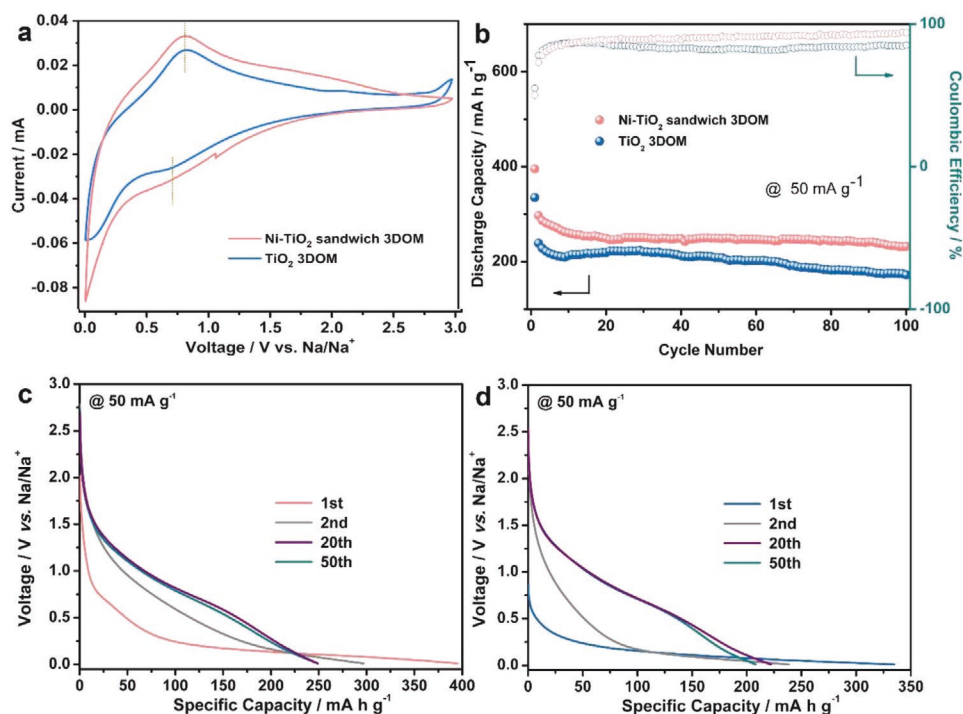 a
0.04
0.02
0.00
-0.02
-0.04
-0.06
-0.08
Current / mA
Ni-TiO2 sandwich 3DOM
TiO2 3DOM
0.0 0.5 1.0 1.5 2.0 2.5 3.0
Voltage / V vs. Na/Na+
b
600
400
200
Discharge Capacity / mA h g-1
Ni-TiO2 sandwich 3DOM
TiO2 3DOM
@ 50 mA g-1
100
0
-100
Coulombic Efficiency / %
0 20 40 60 80 100
Cycle Number
c
@ 50 mA g-1
3.0
2.5
2.0
1.5
1.0
0.5
0.0
Voltage / V vs. Na/Na+
1st
2nd
20th
50th
0 50 100 150 200 250 300 350 400
Specific Capacity / mA h g-1
d
@ 50 mA g-1
3.0
2.5
2.0
1.5
1.0
0.5
0.0
Voltage / V vs. Na/Na+
1st
2nd
20th
50th
0 50 100 150 200 250 300 350
Specific Capacity / mA h g-1